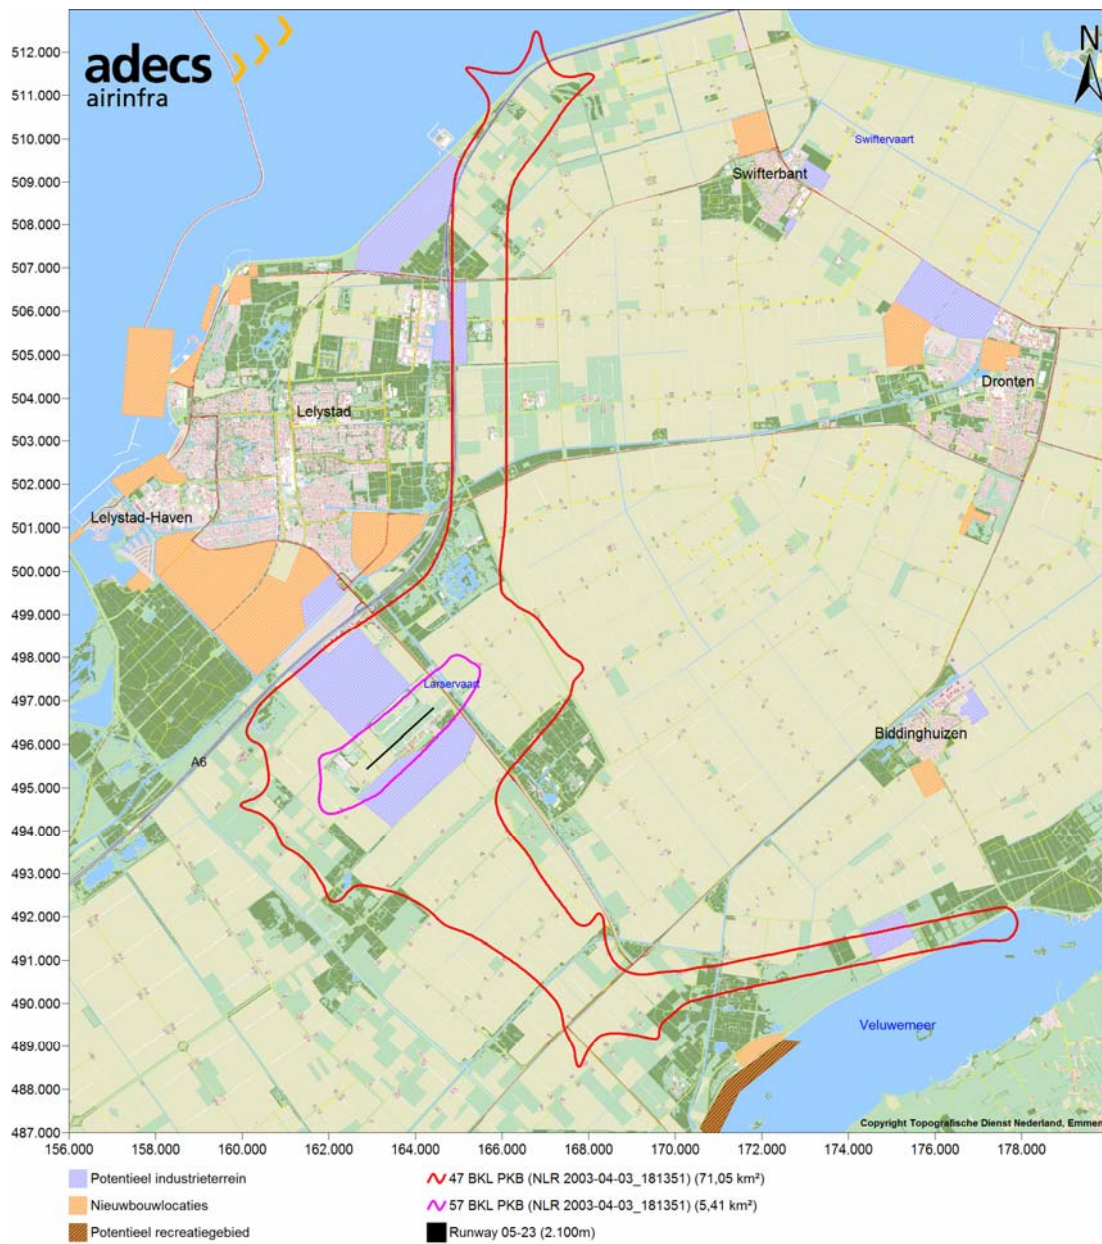 adecs
airinfra
N
512.000
511.000
510.000
509.000
508.000
507.000
506.000
505.000
504.000
503.000
502.000
501.000
500.000
499.000
498.000
497.000
496.000
495.000
494.000
493.000
492.000
491.000
490.000
489.000
488.000
487.000
Swiftervaart
Swifterbant
Dronten
Lelystad
Lelystad-Haven
Larservaart
Biddinghuizen
A6
Veluwemeer
Copyright Topografische Dienst Nederland, Emmen
156.000 158.000 160.000 162.000 164.000 166.000 168.000 170.000 172.000 174.000 176.000 178.000
Potentieel industrieterrein
Nieuwbouwlocaties
Potentieel recreatiegebied
47 BKL PKB (NLR 2003-04-03_181351) (71,05 km²)
57 BKL PKB (NLR 2003-04-03_181351) (5,41 km²)
Runway 05-23 (2.100m)